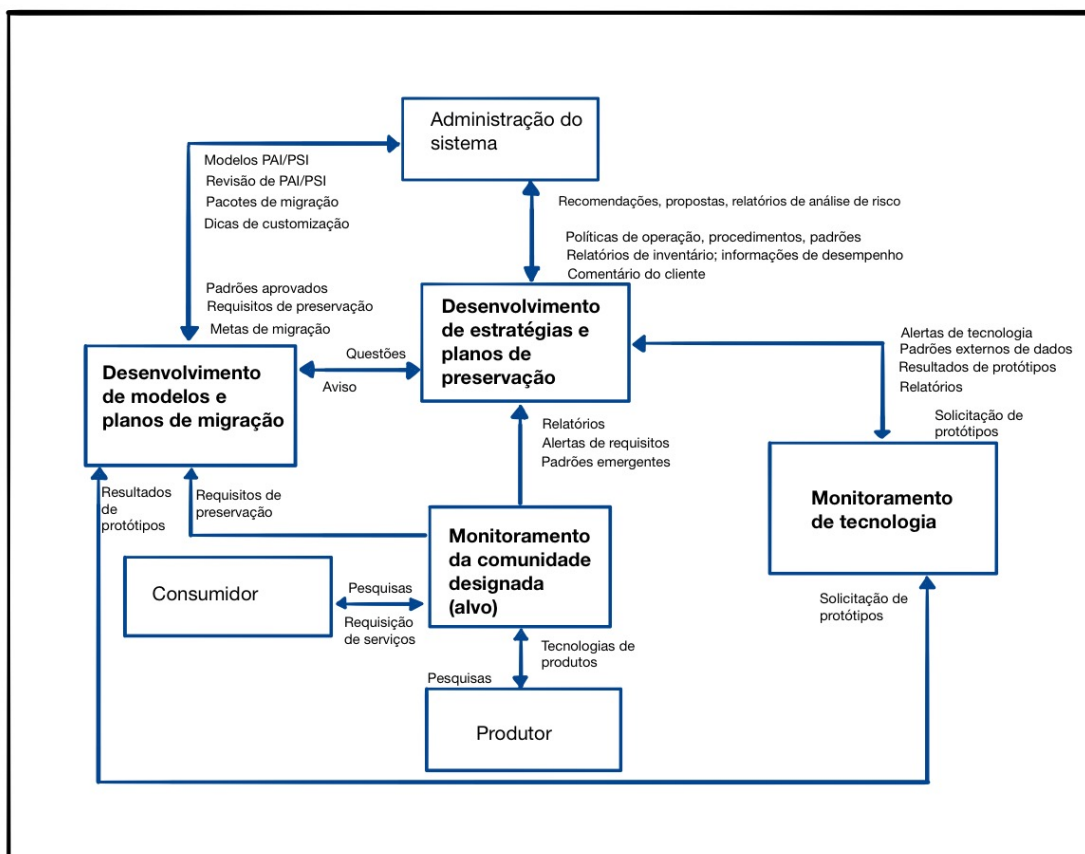 Administração do
sistema
Modelos PAI/PSI
Revisão de PAI/PSI
Pacotes de migração
Dicas de customização
Recomendações, propostas, relatórios de análise de risco
Políticas de operação, procedimentos, padrões
Relatórios de inventário; informações de desempenho
Comentário do cliente
Padrões aprovados
Requisitos de preservação
Metas de migração
Desenvolvimento
de estratégias e
planos de
preservação
Alertas de tecnologia
Padrões externos de dados
Resultados de protótipos
Relatórios
Questões
Aviso
Desenvolvimento
de modelos e
planos de migração
Solicitação de
protótipos
Relatórios
Alertas de requisitos
Padrões emergentes
Monitoramento
de tecnologia
Resultados
de
protótipos
Requisitos de
preservação
Monitoramento
da comunidade
designada
(alvo)
Consumidor
Pesquisas
Requisição
de serviços
Solicitação de
protótipos
Tecnologias de
produtos
Pesquisas
Produtor